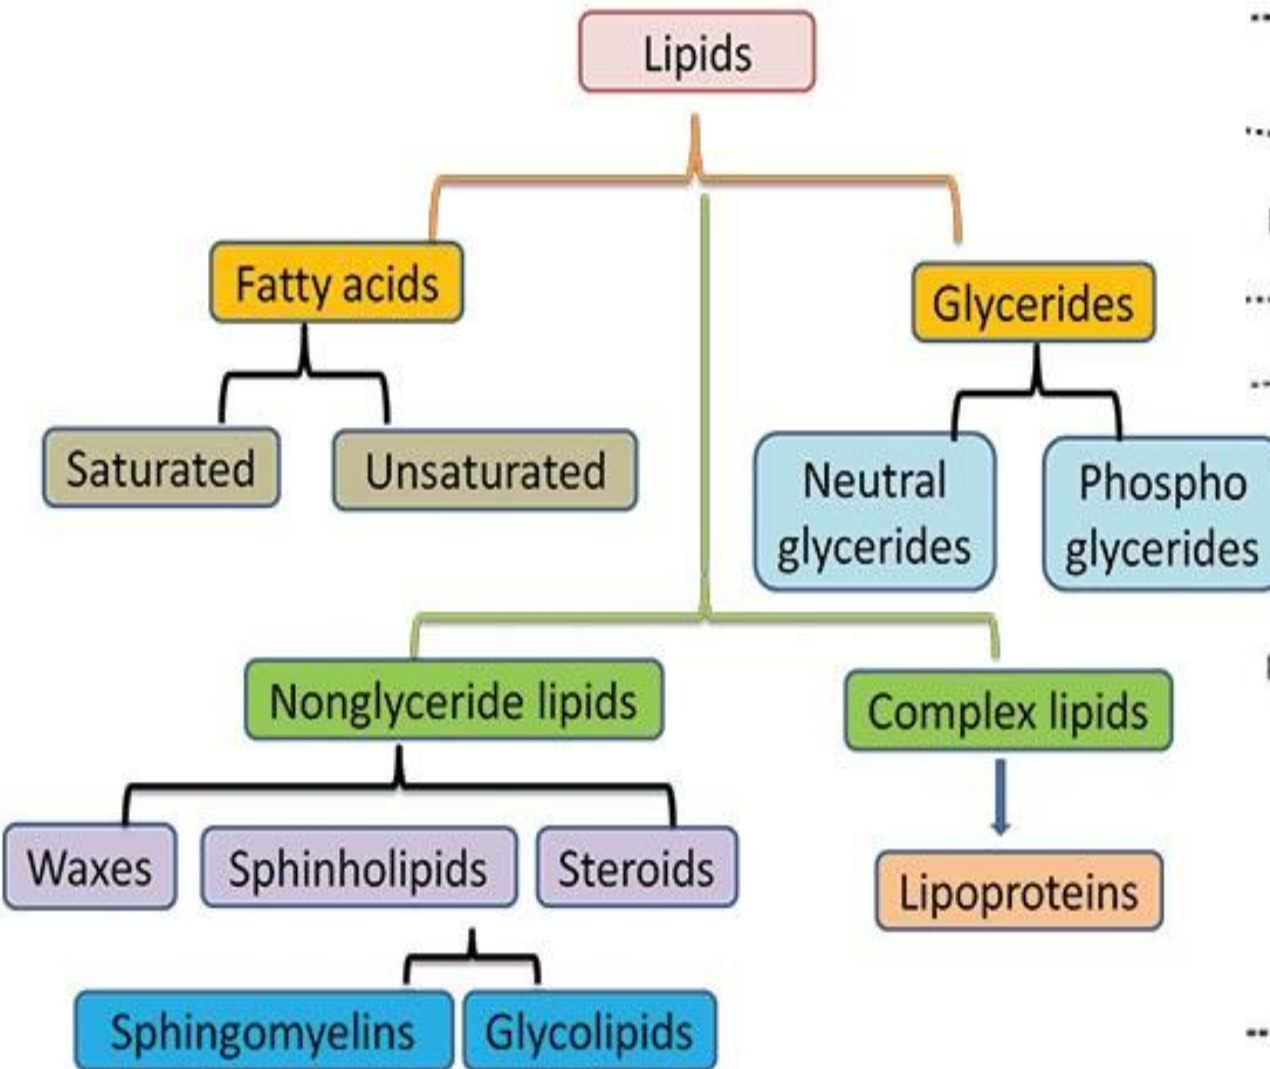 Lipids
Fatty acids
Glycerides
Saturated
Unsaturated
Neutral
glycerides
Phospho
glycerides
Nonglyceride lipids
Complex lipids
Waxes
Sphinholipids
Steroids
Lipoproteins
Sphingomyelins
Glycolipids